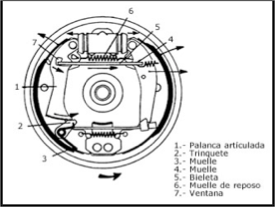 6
5
7
4
1
2
3
1.- Palanca articulada
2.- Trinquete
3.- Muelle
4.- Muelle
5.- Bieleta
6.- Muelle de reposo
7.- Ventana